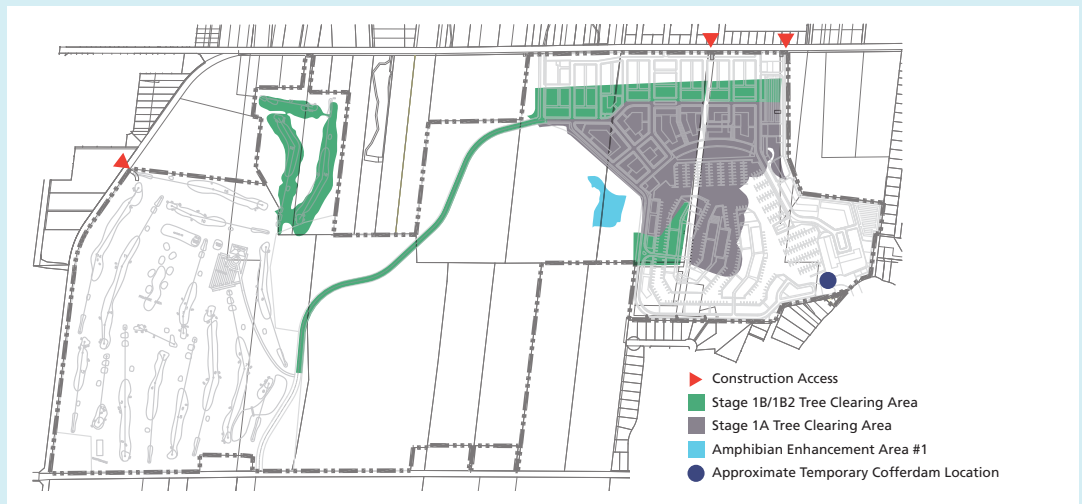 Construction Access
Stage 1B/1B2 Tree Clearing Area
Stage 1A Tree Clearing Area
Amphibian Enhancement Area #1
Approximate Temporary Cofferdam Location